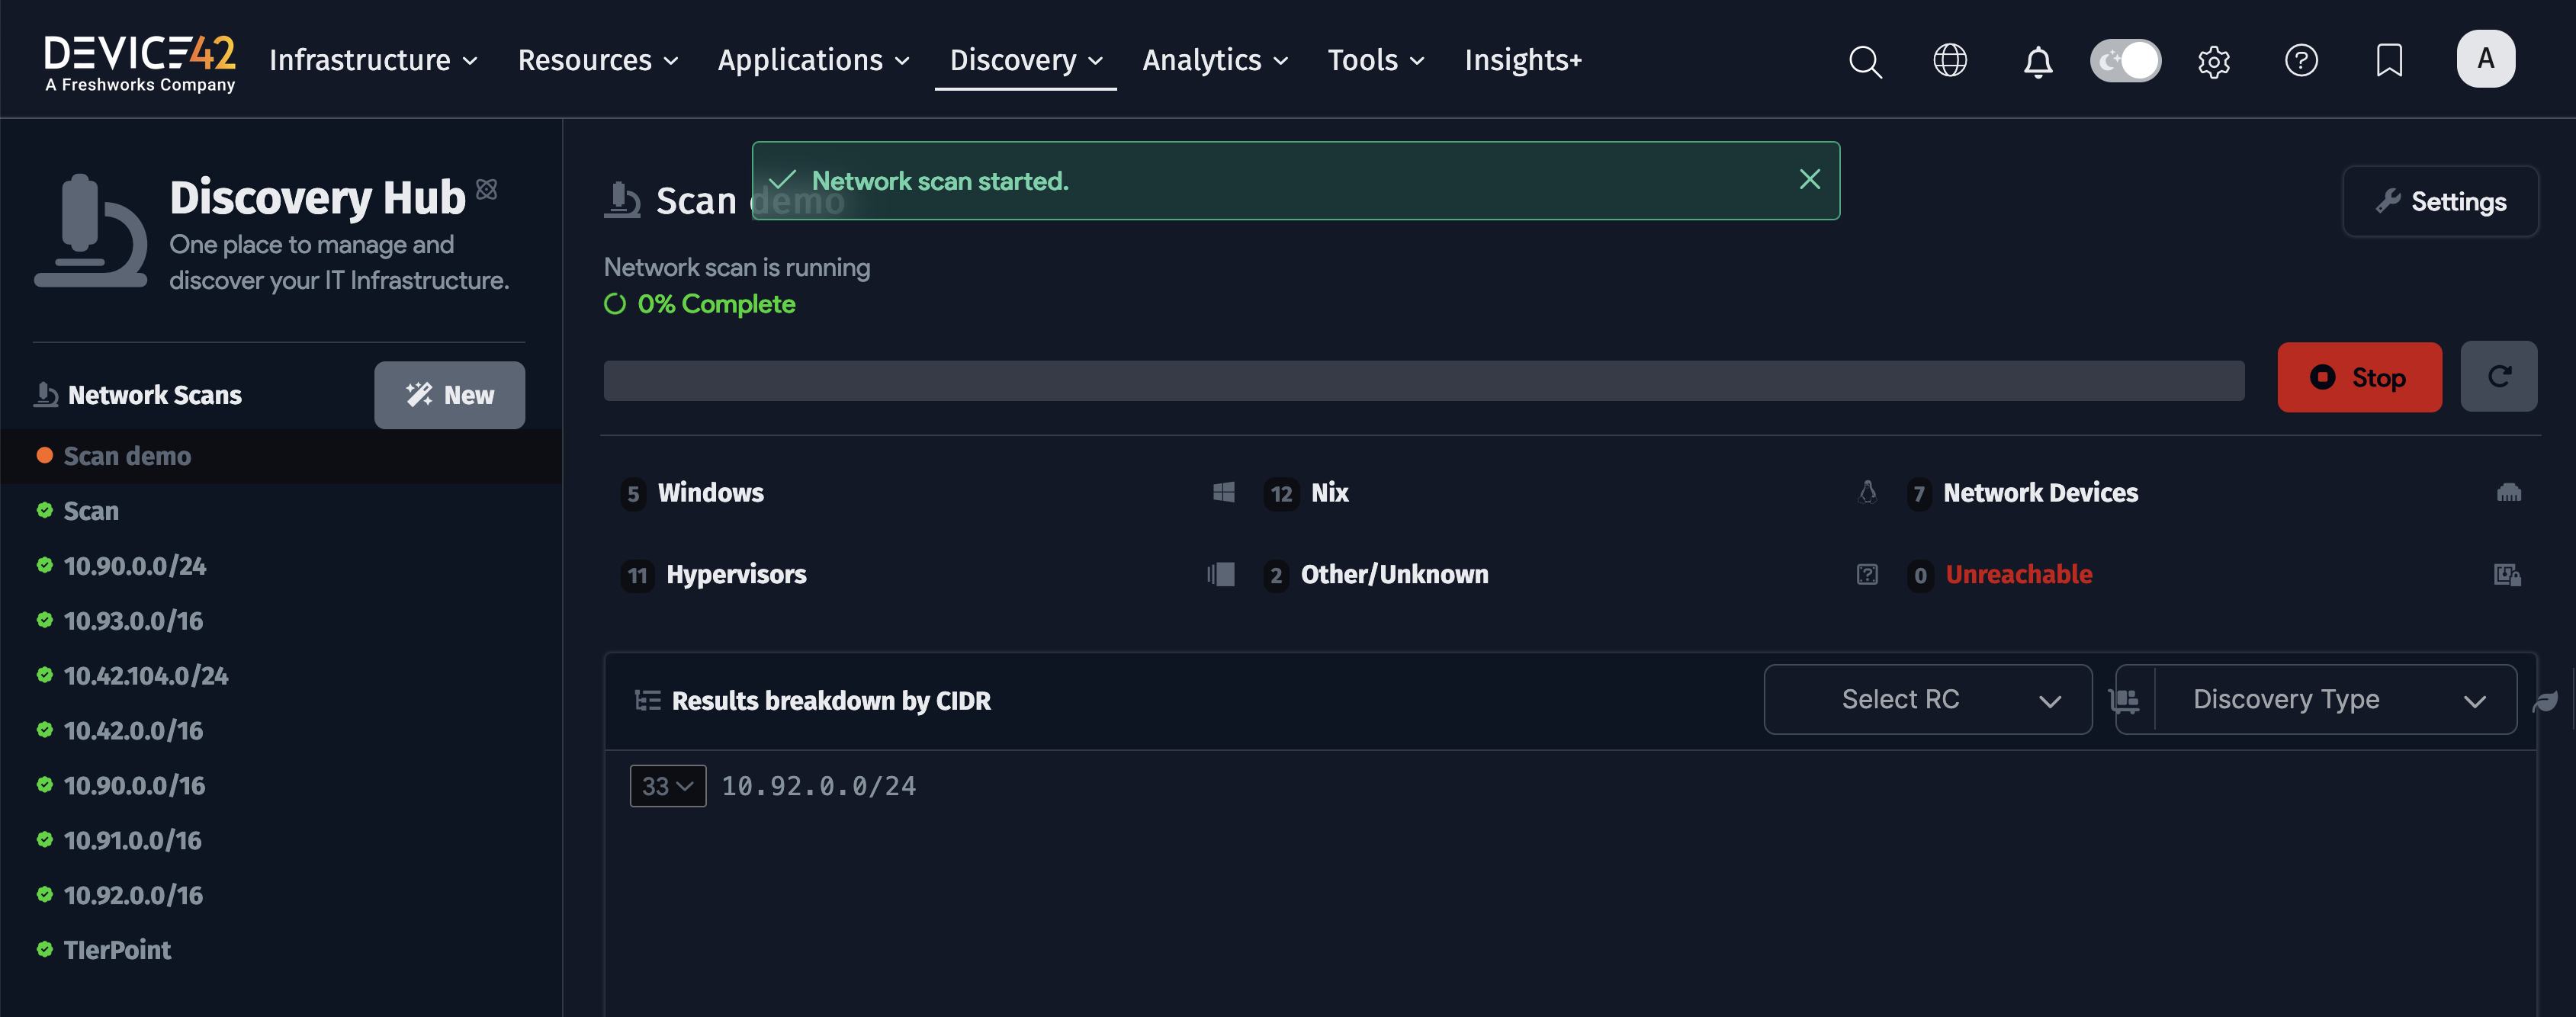 DEVICE42
A Freshworks Company
Infrastructure Resources Applications Discovery Analytics Tools Insights+
A
Discovery Hub
One place to manage and
discover your IT Infrastructure.
Network Scans
New
Scan demo
Scan
10.90.0.0/24
10.93.0.0/16
10.42.104.0/24
10.42.0.0/16
10.90.0.0/16
10.91.0.0/16
10.92.0.0/16
TIerPoint
Network scan started.
Scan demo
Settings
Network scan is running
0% Complete
Stop
5 Windows
12 Nix
7 Network Devices
11 Hypervisors
2 Other/Unknown
0 Unreachable
Results breakdown by CIDR
Select RC
Discovery Type
33 10.92.0.0/24